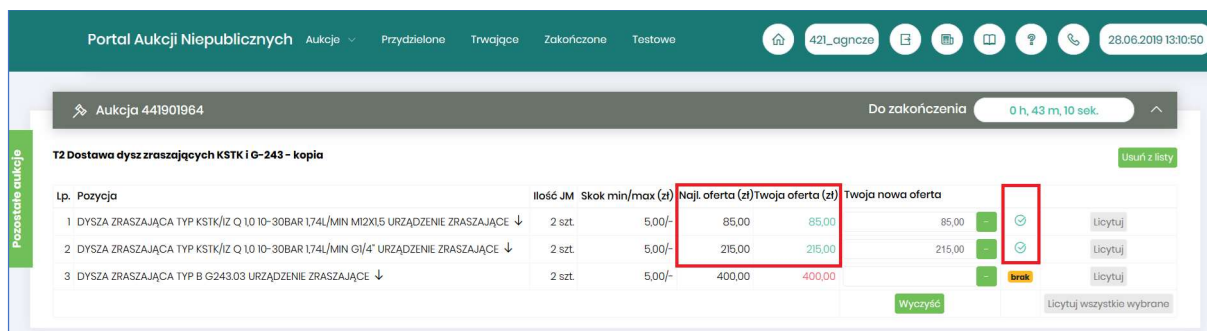 Portal Aukcji Niepublicznych Aukcje Przydzielone Trwające Zakończone Testowe 421_agncze ? 28.06.2019 13:10:50
Aukcja 441901964 Do zakończenia 0 h, 43 m, 10 sek.
Pozostałe aukcje
T2 Dostawa dysz zraszających KSTK i G-243 - kopia Usuń z listy
Lp. Pozycja Ilość JM Skok min/max (zł) Najl. oferta (zł) Twoja oferta (zł) Twoja nowa oferta
1 DYSZA ZRASZAJĄCA TYP KSTK/IZ Q 1,0 10-30BAR 1,74L/MIN M12X1,5 URZĄDZENIE ZRASZAJĄCE ↓ 2 szt. 5,00/- 85,00 85,00 85,00 - Licytuj
2 DYSZA ZRASZAJĄCA TYP KSTK/IZ Q 1,0 10-30BAR 1,74L/MIN G1/4" URZĄDZENIE ZRASZAJĄCE ↓ 2 szt. 5,00/- 215,00 215,00 215,00 - Licytuj
3 DYSZA ZRASZAJĄCA TYP B G243.03 URZĄDZENIE ZRASZAJĄCE ↓ 2 szt. 5,00/- 400,00 400,00 - brak Licytuj
Wyczyść Licytuj wszystkie wybrane